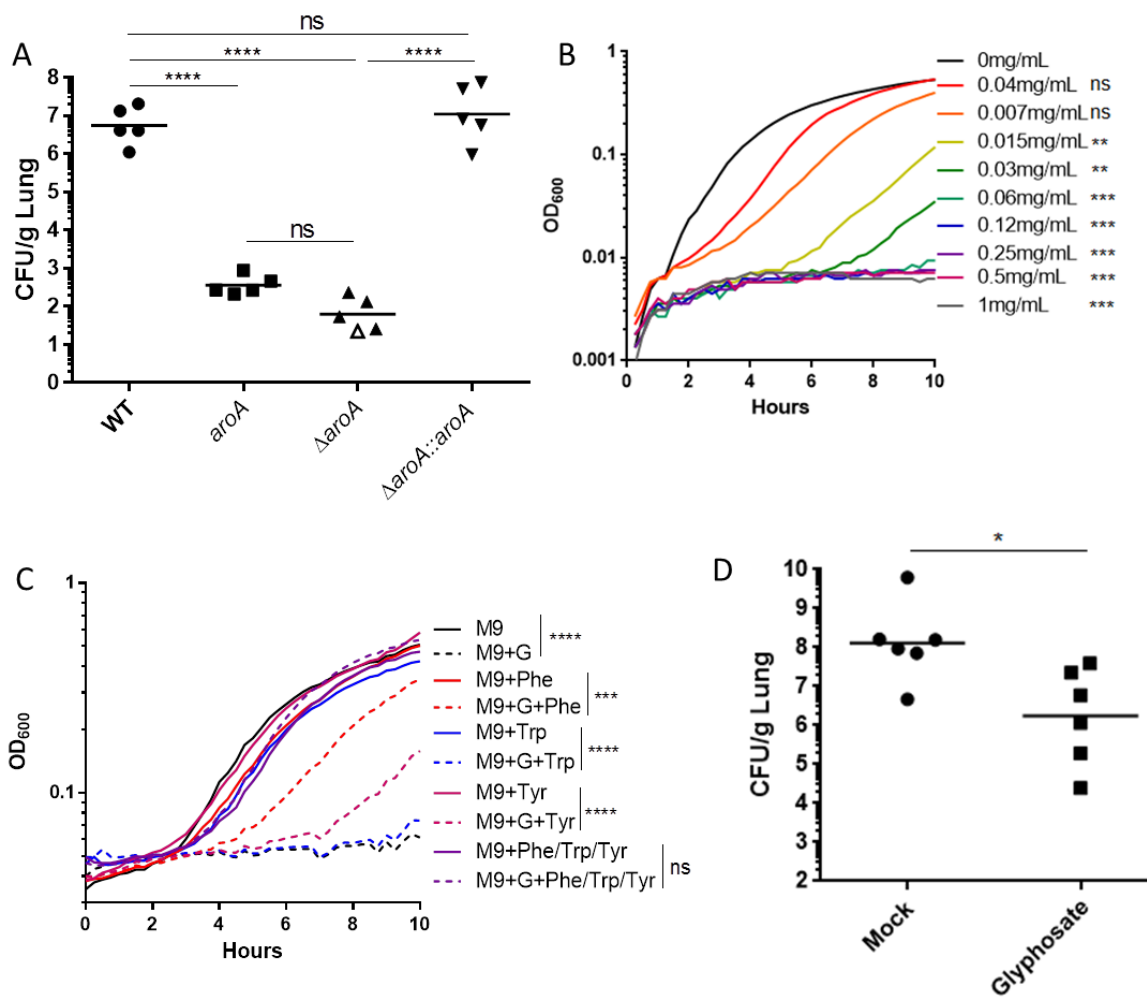 A
ns
****
****
****
ns
CFU/g Lung
8
7
6
5
4
3
2
1
0
WT
aroA
ΔaroA
ΔaroA::aroA
B
OD600
1
0.1
0.01
0.001
0
2
4
6
8
10
Hours
0mg/mL
0.04mg/mL ns
0.007mg/mL ns
0.015mg/mL **
0.03mg/mL **
0.06mg/mL ***
0.12mg/mL ***
0.25mg/mL ***
0.5mg/mL ***
1mg/mL ***
C
OD600
1
0.1
0
2
4
6
8
10
Hours
M9
****
M9+G
M9+Phe
***
M9+G+Phe
M9+Trp
****
M9+G+Trp
M9+Tyr
****
M9+G+Tyr
M9+Phe/Trp/Tyr
ns
M9+G+Phe/Trp/Tyr
D
*
CFU/g Lung
10
9
8
7
6
5
4
3
2
Mock
Glyphosate